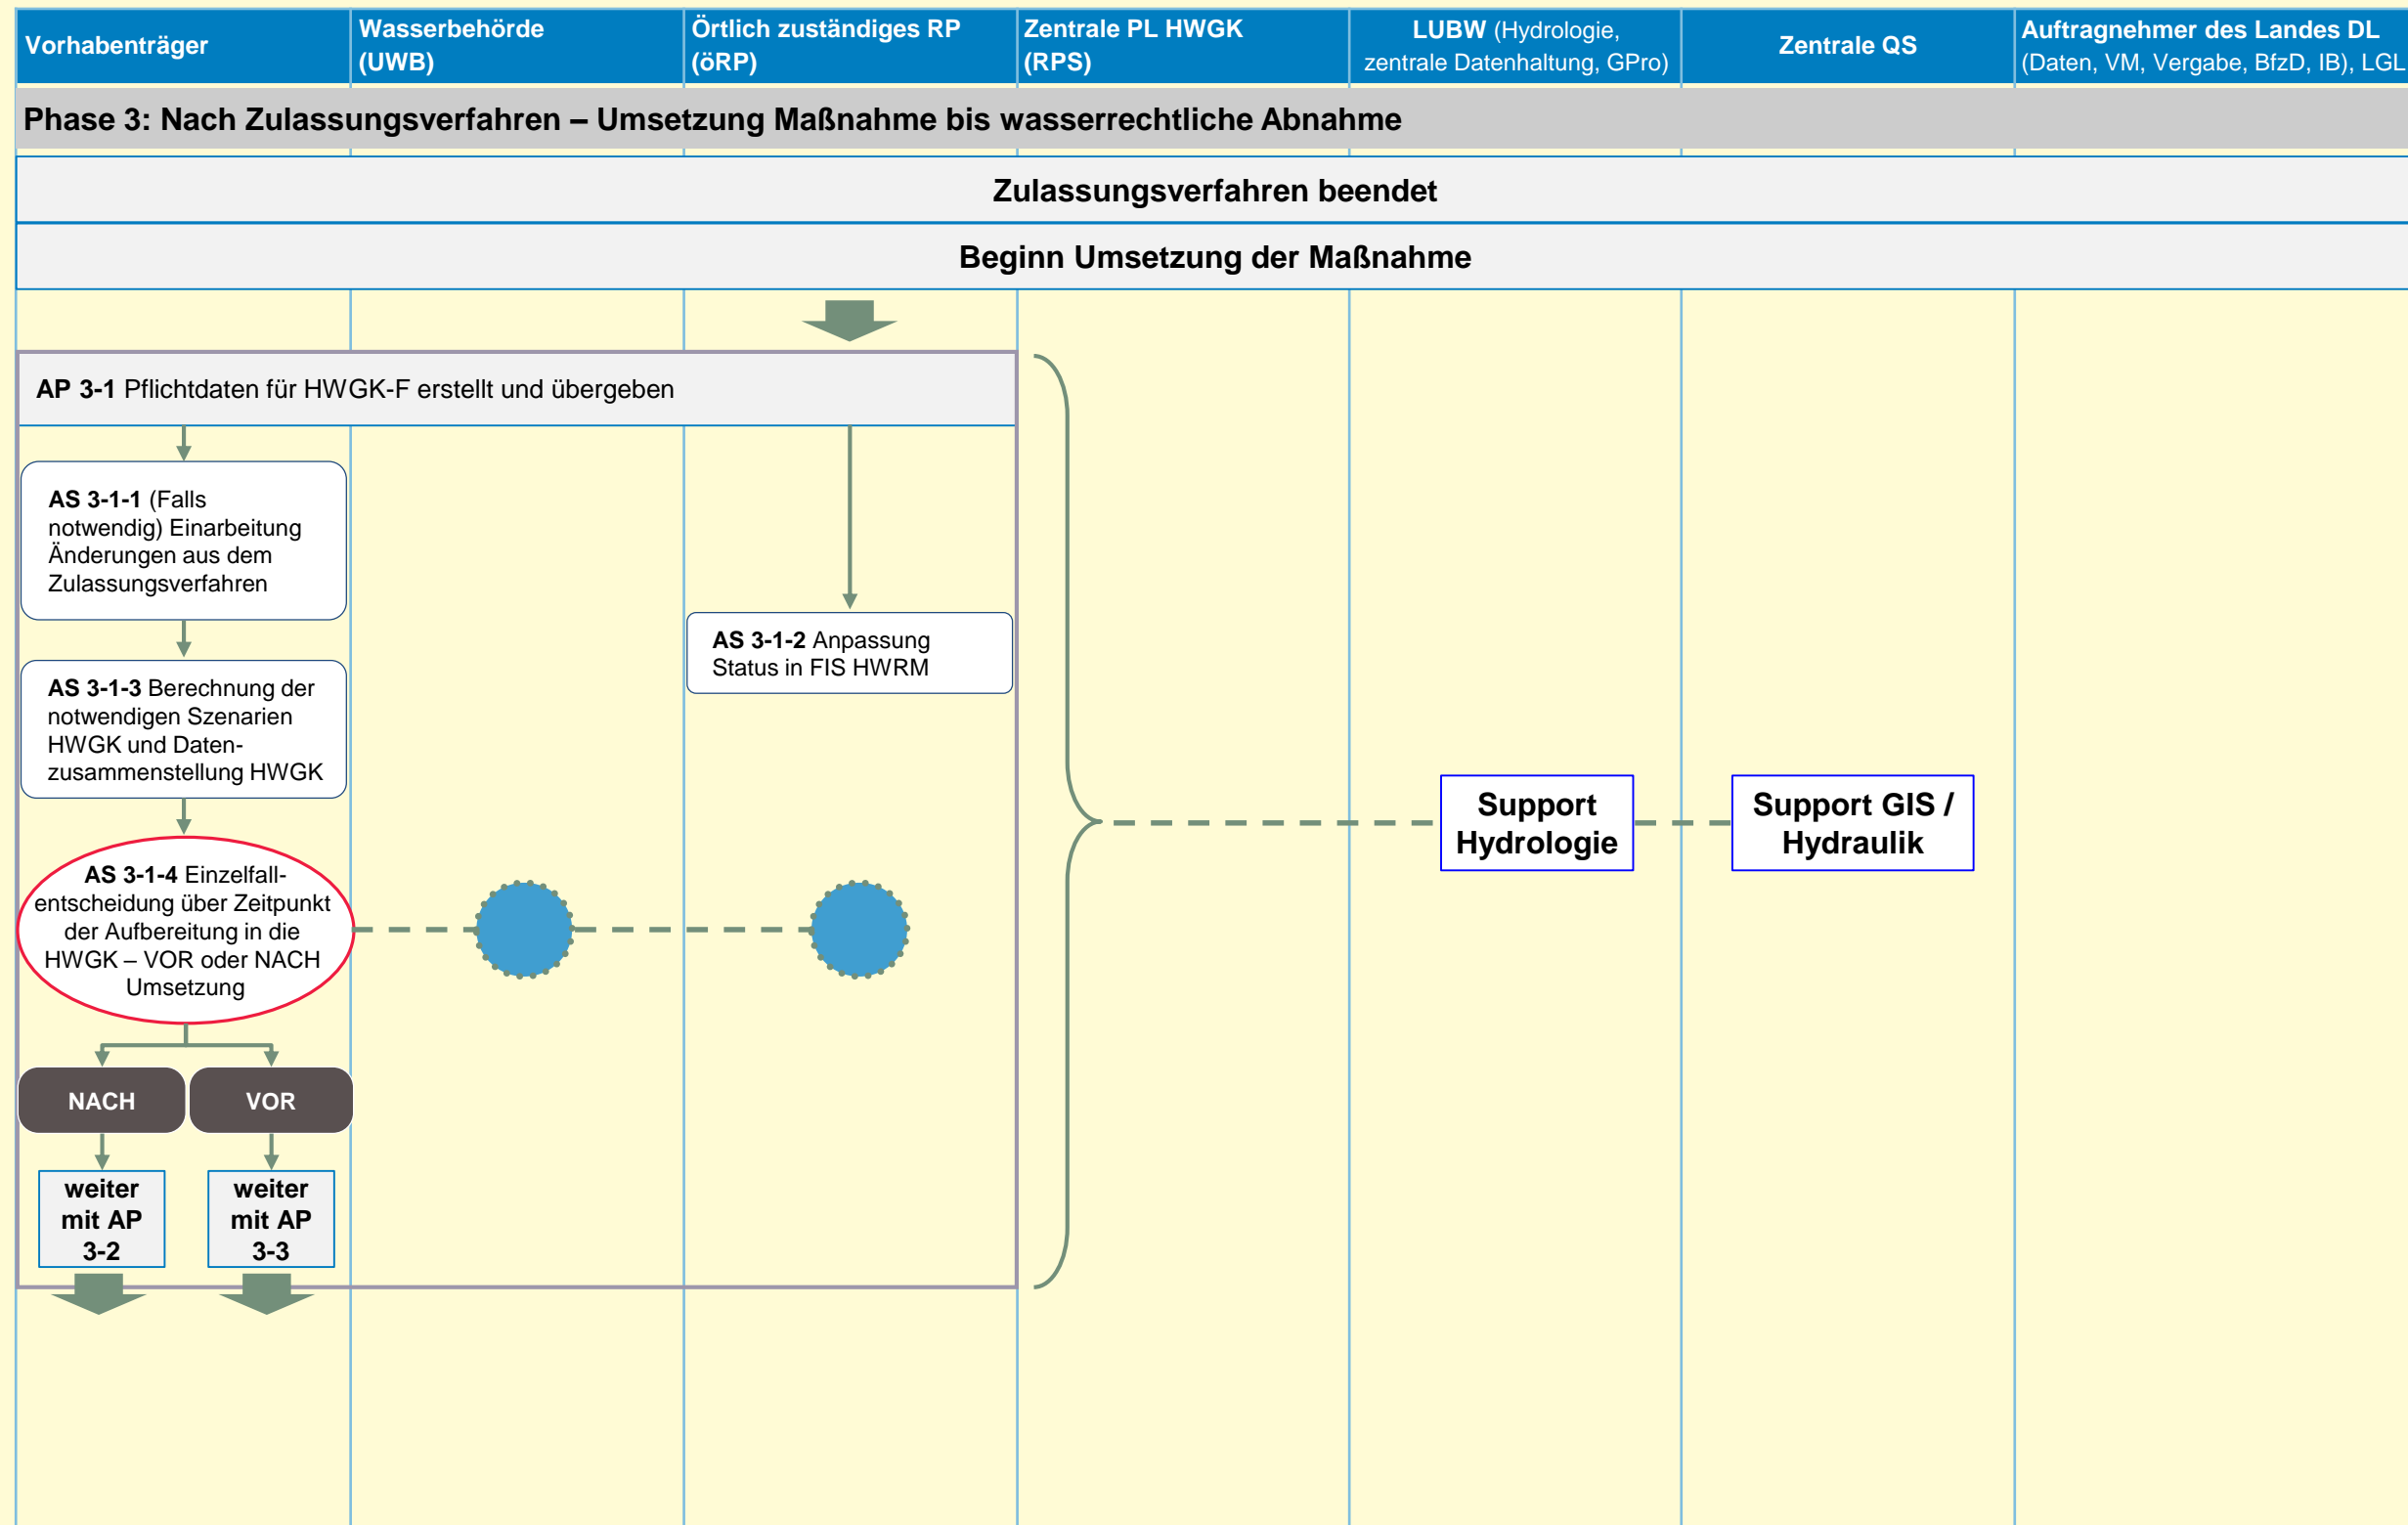 Vorhabenträger
Wasserbehörde
(UWB)
Örtlich zuständiges RP
(öRP)
Zentrale PL HWGK
(RPS)
LUBW (Hydrologie,
zentrale Datenhaltung, GPro)
Zentrale QS
Auftragnehmer des Landes DL
(Daten, VM, Vergabe, BfzD, IB), LGL
Phase 3: Nach Zulassungsverfahren – Umsetzung Maßnahme bis wasserrechtliche Abnahme
Zulassungsverfahren beendet
Beginn Umsetzung der Maßnahme
AP 3-1 Pflichtdaten für HWGK-F erstellt und übergeben
AS 3-1-1 (Falls
notwendig) Einarbeitung
Änderungen aus dem
Zulassungsverfahren
AS 3-1-2 Anpassung
Status in FIS HWRM
AS 3-1-3 Berechnung der
notwendigen Szenarien
HWGK und Daten-
zusammenstellung HWGK
Support
Hydrologie
Support GIS /
Hydraulik
AS 3-1-4 Einzelfall-
entscheidung über Zeitpunkt
der Aufbereitung in die
HWGK – VOR oder NACH
Umsetzung
NACH
VOR
weiter
mit AP
3-2
weiter
mit AP
3-3